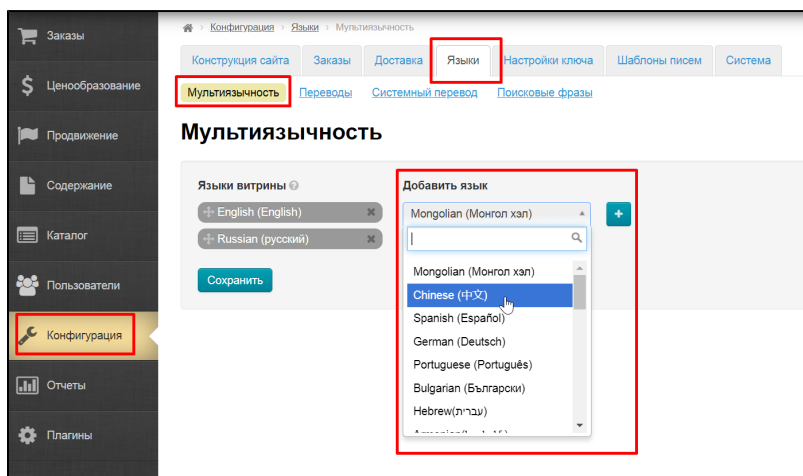 Заказы
Ценообразование
Продвижение
Содержание
Каталог
Пользователи
Конфигурация
Отчеты
Плагины
Конфигурация › Языки › Мультиязычность
Конструкция сайта Заказы Доставка Языки Настройки ключа Шаблоны писем Система
Мультиязычность Переводы Системный перевод Поисковые фразы
Мультиязычность
Языки витрины
English (English)
Russian (русский)
Сохранить
Добавить язык
Mongolian (Монгол хэл)
Mongolian (Монгол хэл)
Chinese (中文)
Spanish (Español)
German (Deutsch)
Portuguese (Português)
Bulgarian (Български)
Hebrew(עברית)